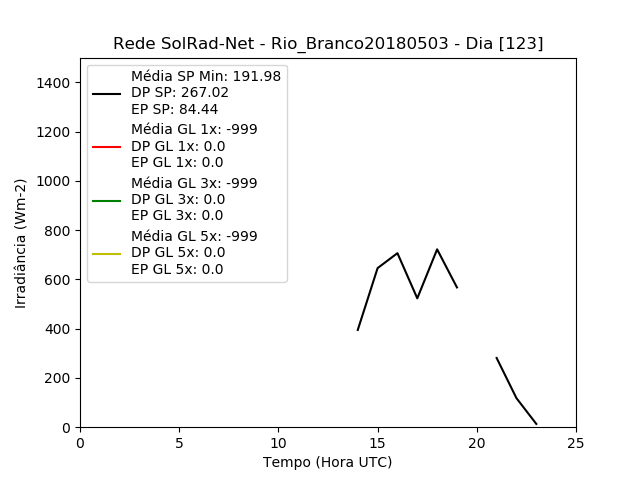 Rede SolRad-Net - Rio_Branco20180503 - Dia [123]
Média SP Min: 191.98
DP SP: 267.02
EP SP: 84.44
Média GL 1x: -999
DP GL 1x: 0.0
EP GL 1x: 0.0
Média GL 3x: -999
DP GL 3x: 0.0
EP GL 3x: 0.0
Média GL 5x: -999
DP GL 5x: 0.0
EP GL 5x: 0.0
Irradiância (Wm-2)
1400
1200
1000
800
600
400
200
0
0 5 10 15 20 25
Tempo (Hora UTC)